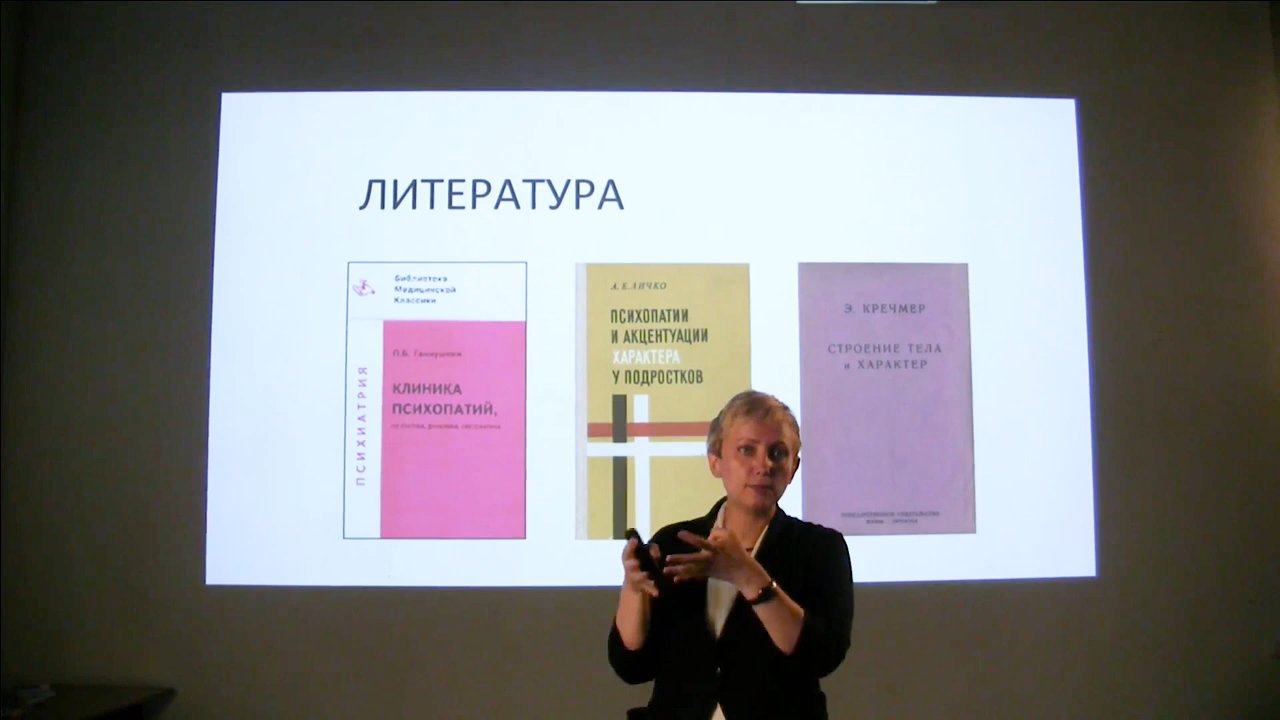 ЛИТЕРАТУРА
Библиотека
Медицинской
Классики
ПСИХИАТРИЯ
П.Б. Ганнушкин
КЛИНИКА
ПСИХОПАТИЙ,
А.Е.ЛИЧКО
ПСИХОПАТИИ
И АКЦЕНТУАЦИИ
ХАРАКТЕРА
У ПОДРОСТКОВ
Э. КРЕЧМЕР
СТРОЕНИЕ ТЕЛА
и ХАРАКТЕР